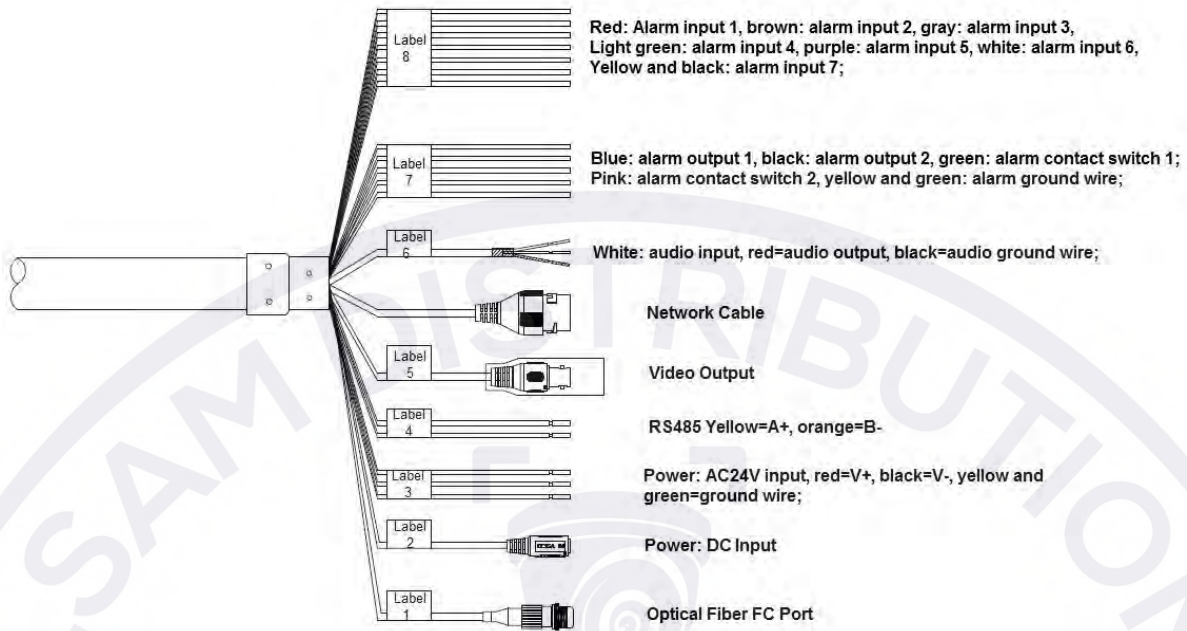 Label
8
Red: Alarm input 1, brown: alarm input 2, gray: alarm input 3,
Light green: alarm input 4, purple: alarm input 5, white: alarm input 6,
Yellow and black: alarm input 7;
Label
7
Blue: alarm output 1, black: alarm output 2, green: alarm contact switch 1;
Pink: alarm contact switch 2, yellow and green: alarm ground wire;
Label
6
White: audio input, red=audio output, black=audio ground wire;
Network Cable
Label
5
Video Output
Label
4
RS485 Yellow=A+, orange=B-
Label
3
Power: AC24V input, red=V+, black=V-, yellow and
green=ground wire;
Label
2
Power: DC Input
Label
1
Optical Fiber FC Port
SAM DISTRIBUTION